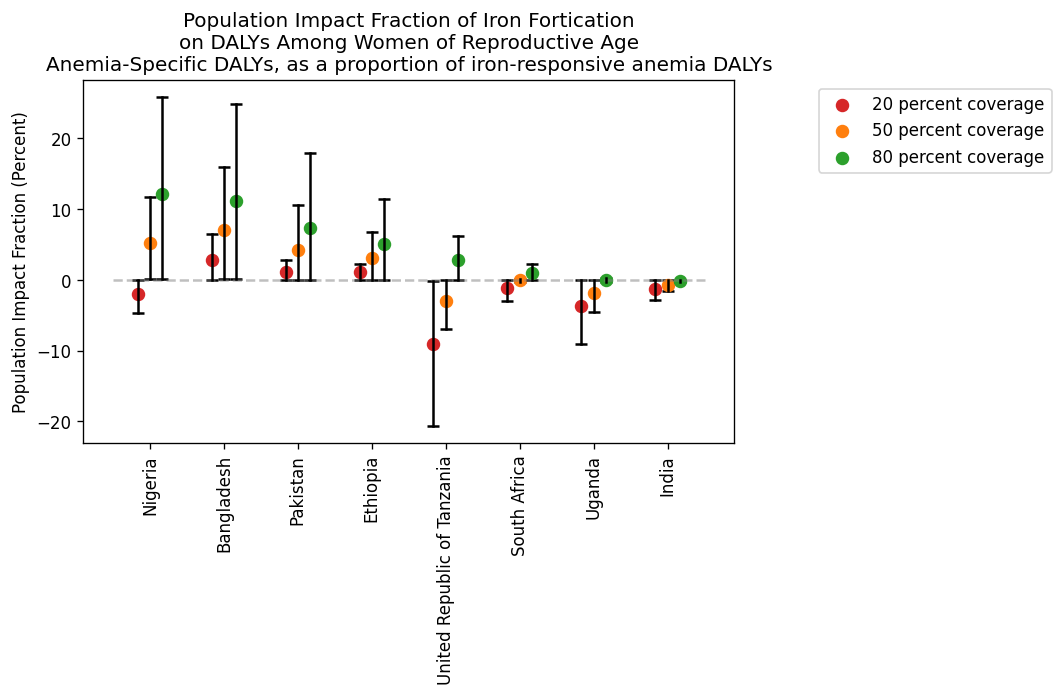 Population Impact Fraction of Iron Fortication
on DALYs Among Women of Reproductive Age
Anemia-Specific DALYs, as a proportion of iron-responsive anemia DALYs
20 percent coverage
50 percent coverage
80 percent coverage
Population Impact Fraction (Percent)
20
10
0
−10
−20
Nigeria
Bangladesh
Pakistan
Ethiopia
United Republic of Tanzania
South Africa
Uganda
India